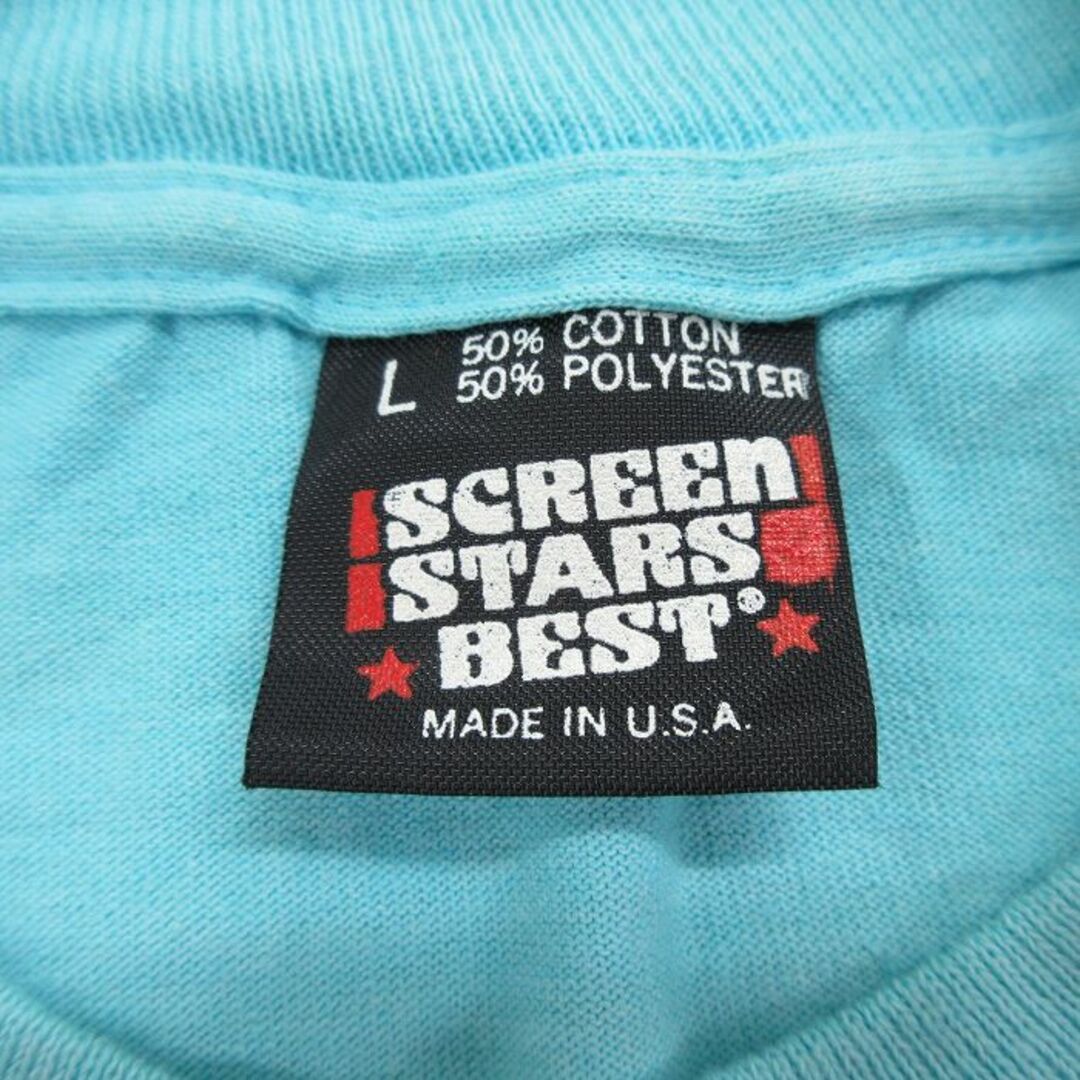 50% COTTON
L 50% POLYESTER
SCREEN
STARS
BEST®
MADE IN U.S.A.